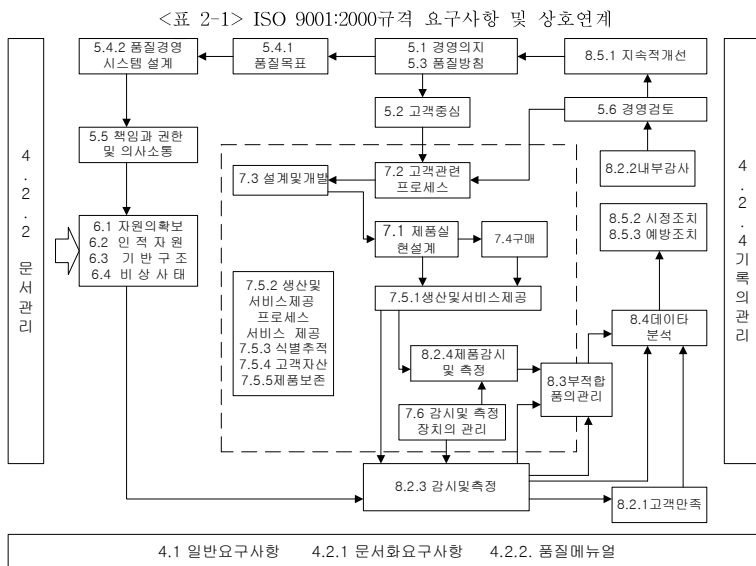 <표 2-1> ISO 9001:2000규격 요구사항 및 상호연계
5.4.2 품질경영
시스템 설계
5.4.1
품질목표
5.1 경영의지
5.3 품질방침
8.5.1 지속적개선
5.2 고객중심
5.6 경영검토
5.5 책임과 권한
및 의사소통
7.3 설계및개발
7.2 고객관련
프로세스
8.2.2내부감사
4.2.2 문서관리
4.2.4기록의관리
6.1 자원의확보
6.2 인 적 자 원
6.3 기 반 구 조
6.4 비 상 사 태
7.1 제품실
현설계
7.4구매
8.5.2 시정조치
8.5.3 예방조치
7.5.2 생산및
서비스제공
프로세스
서비스 제공
7.5.3 식별추적
7.5.4 고객자산
7.5.5제품보존
7.5.1생산및서비스제공
8.4데이타
분석
8.2.4제품감시
및 측정
8.3부적합
품의관리
7.6 감시및 측정
장치의 관리
8.2.3 감시및측정
8.2.1고객만족
4.1 일반요구사항 4.2.1 문서화요구사항 4.2.2. 품질메뉴얼